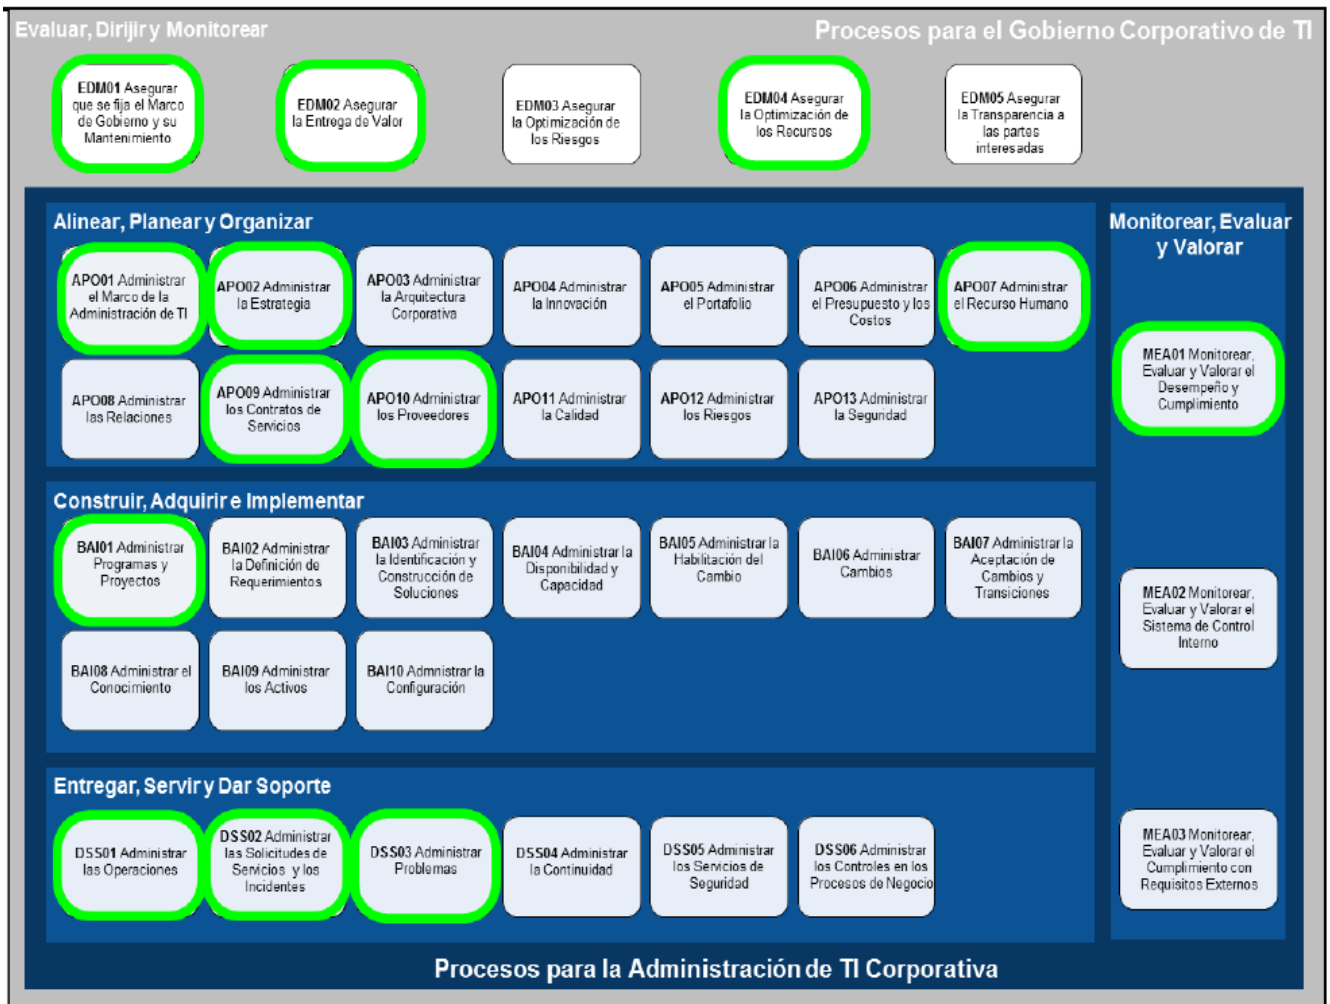 Evaluar, Dirijir y Monitorear
Procesos para el Gobierno Corporativo de TI
EDM01 Asegurar
que se fija el Marco
de Gobierno y su
Mantenimiento
EDM02 Asegurar
la Entrega de Valor
EDM03 Asegurar
la Optimización de
los Riesgos
EDM04 Asegurar
la Optimización de
los Recursos
EDM05 Asegurar
la Transparencia a
las partes
interesadas
Alinear, Planear y Organizar
APO01 Administrar
el Marco de la
Administración de TI
APO02 Administrar
la Estrategia
APO03 Administrar
la Arquitectura
Corporativa
APO04 Administrar
la Innovación
APO05 Administrar
el Portafolio
APO06 Administrar
el Presupuesto y los
Costos
APO07 Administrar
el Recurso Humano
APO08 Administrar
las Relaciones
APO09 Administrar
los Contratos de
Servicios
APO10 Administrar
los Proveedores
APO11 Administrar
la Calidad
APO12 Administrar
los Riesgos
APO13 Administrar
la Seguridad
Construir, Adquirir e Implementar
BAI01 Administrar
Programas y
Proyectos
BAI02 Administrar
la Definición de
Requerimientos
BAI03 Administrar
la Identificación y
Construcción de
Soluciones
BAI04 Administrar la
Disponibilidad y
Capacidad
BAI05 Administrar la
Habilitación del
Cambio
BAI06 Administrar
Cambios
BAI07 Administrar la
Aceptación de
Cambios y
Transiciones
BAI08 Administrar el
Conocimiento
BAI09 Administrar
los Activos
BAI10 Admnistrar la
Configuración
Entregar, Servir y Dar Soporte
DSS01 Administrar
las Operaciones
DSS02 Administrar
las Solicitudes de
Servicios y los
Incidentes
DSS03 Administrar
Problemas
DSS04 Administrar
la Continuidad
DSS05 Administrar
los Servicios de
Seguridad
DSS06 Administrar
los Controles en los
Procesos de Negocio
Monitorear, Evaluar
y Valorar
MEA01 Monitorear,
Evaluar y Valorar el
Desempeño y
Cumplimiento
MEA02 Monitorear,
Evaluar y Valorar el
Sistema de Control
Interno
MEA03 Monitorear,
Evaluar y Valorar el
Cumplimiento con
Requisitos Externos
Procesos para la Administración de TI Corporativa